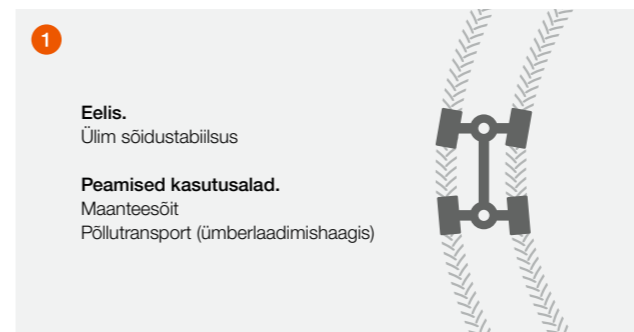 1
Eelis.
Ülim sõidustabiilsus
Peamised kasutusalad.
Maanteesõit
Põllutransport (ümberlaadimishaagis)